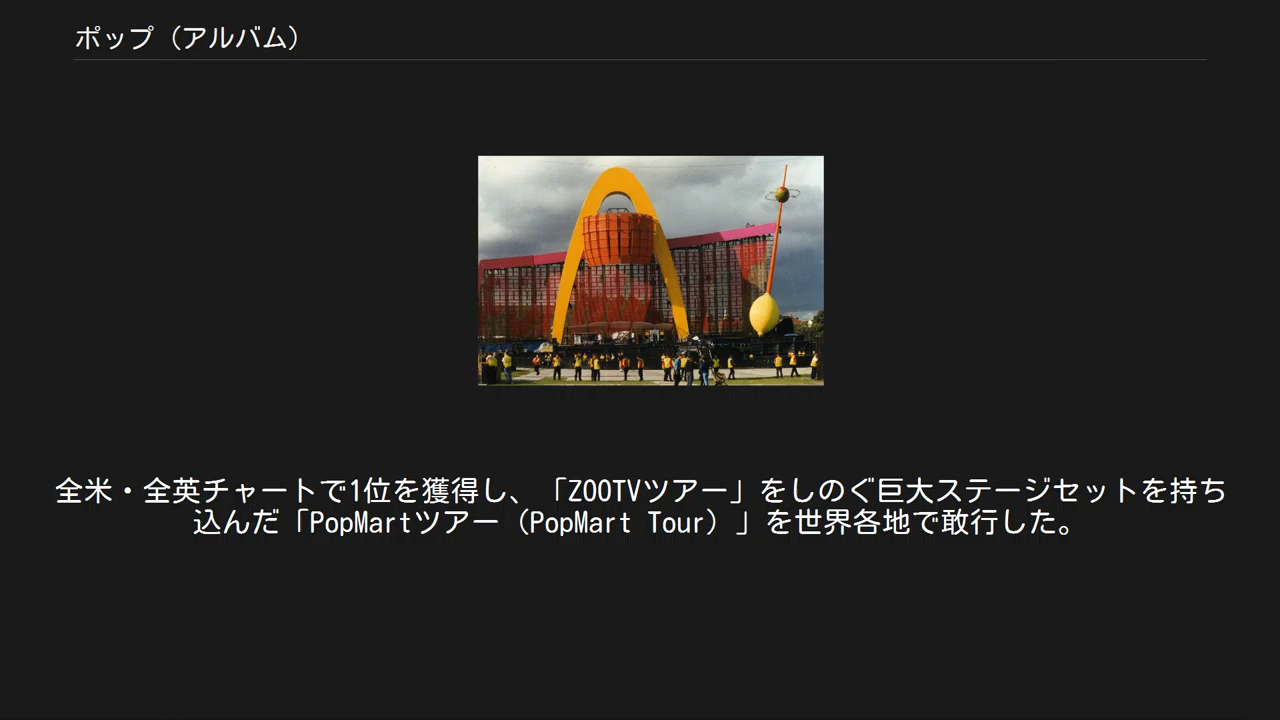 ポップ（アルバム）
全米・全英チャートで1位を獲得し、「ZOOTVツアー」をしのぐ巨大ステージセットを持ち
込んだ「PopMartツアー（PopMart Tour）」を世界各地で敢行した。